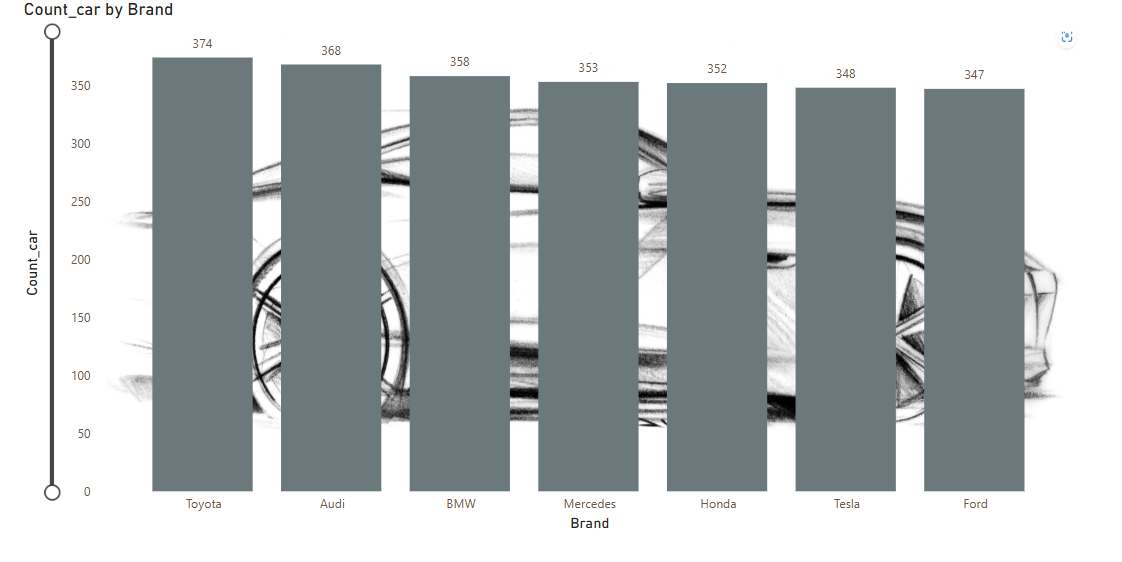 Count_car by Brand
374
368
358
353
352
348
347
350
300
250
200
150
100
50
0
Count_car
Toyota
Audi
BMW
Mercedes
Honda
Tesla
Ford
Brand